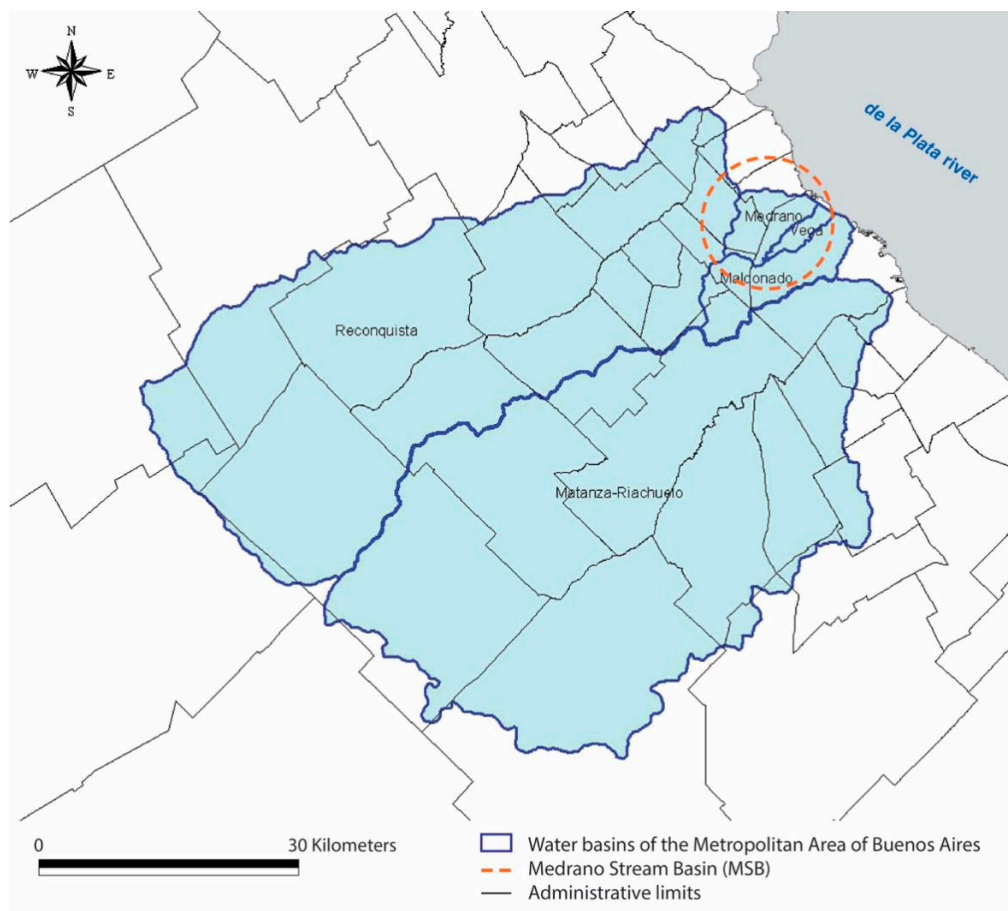 N
W E
S
de la Plata river
Medrano
Vega
Maldonado
Reconquista
Matanza-Riachuelo
0 30 Kilometers
Water basins of the Metropolitan Area of Buenos Aires
Medrano Stream Basin (MSB)
Administrative limits